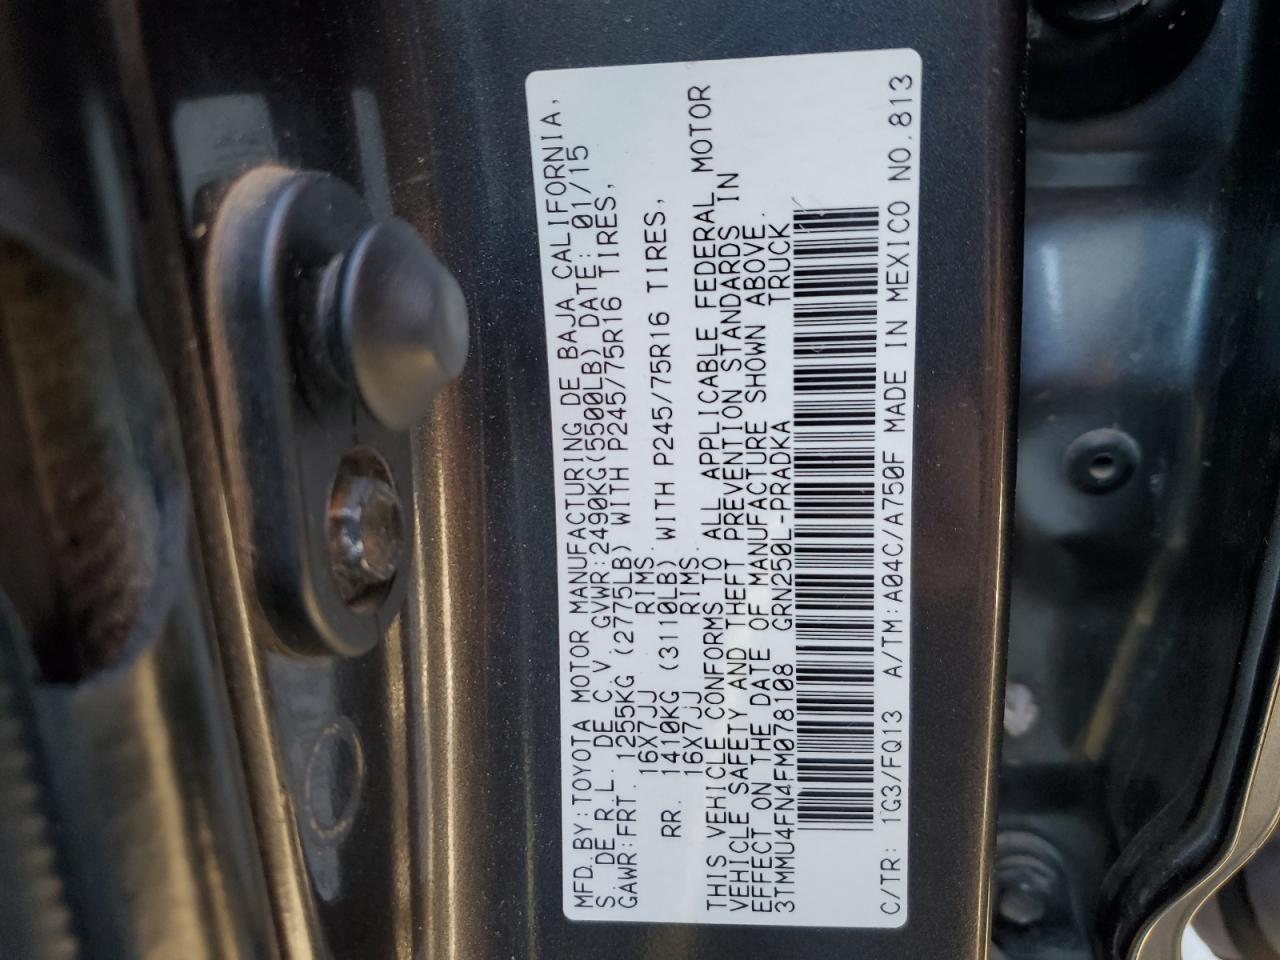 MFD.BY:TOYOTA MOTOR MANUFACTURING DE BAJA CALIFORNIA,
S. DE R.L. DE C.V. GVWR:2490KG(5500LB)DATE: 01/15
GAWR:FRT. 1255KG (2775LB) WITH P245/75R16 TIRES,
16X7JJ RIMS.
RR. 1410KG (3110LB) WITH P245/75R16 TIRES,
16X7JJ RIMS.
THIS VEHICLE CONFORMS TO ALL APPLICABLE FEDERAL MOTOR
VEHICLE SAFETY AND THEFT PREVENTION STANDARDS IN
EFFECT ON THE DATE OF MANUFACTURE SHOWN ABOVE.
3TMMU4FN4FM078108 GRN250L-PRADKA TRUCK
C/TR: 1G3/FQ13 A/TM:A04C/A750F MADE IN MEXICO NO.813